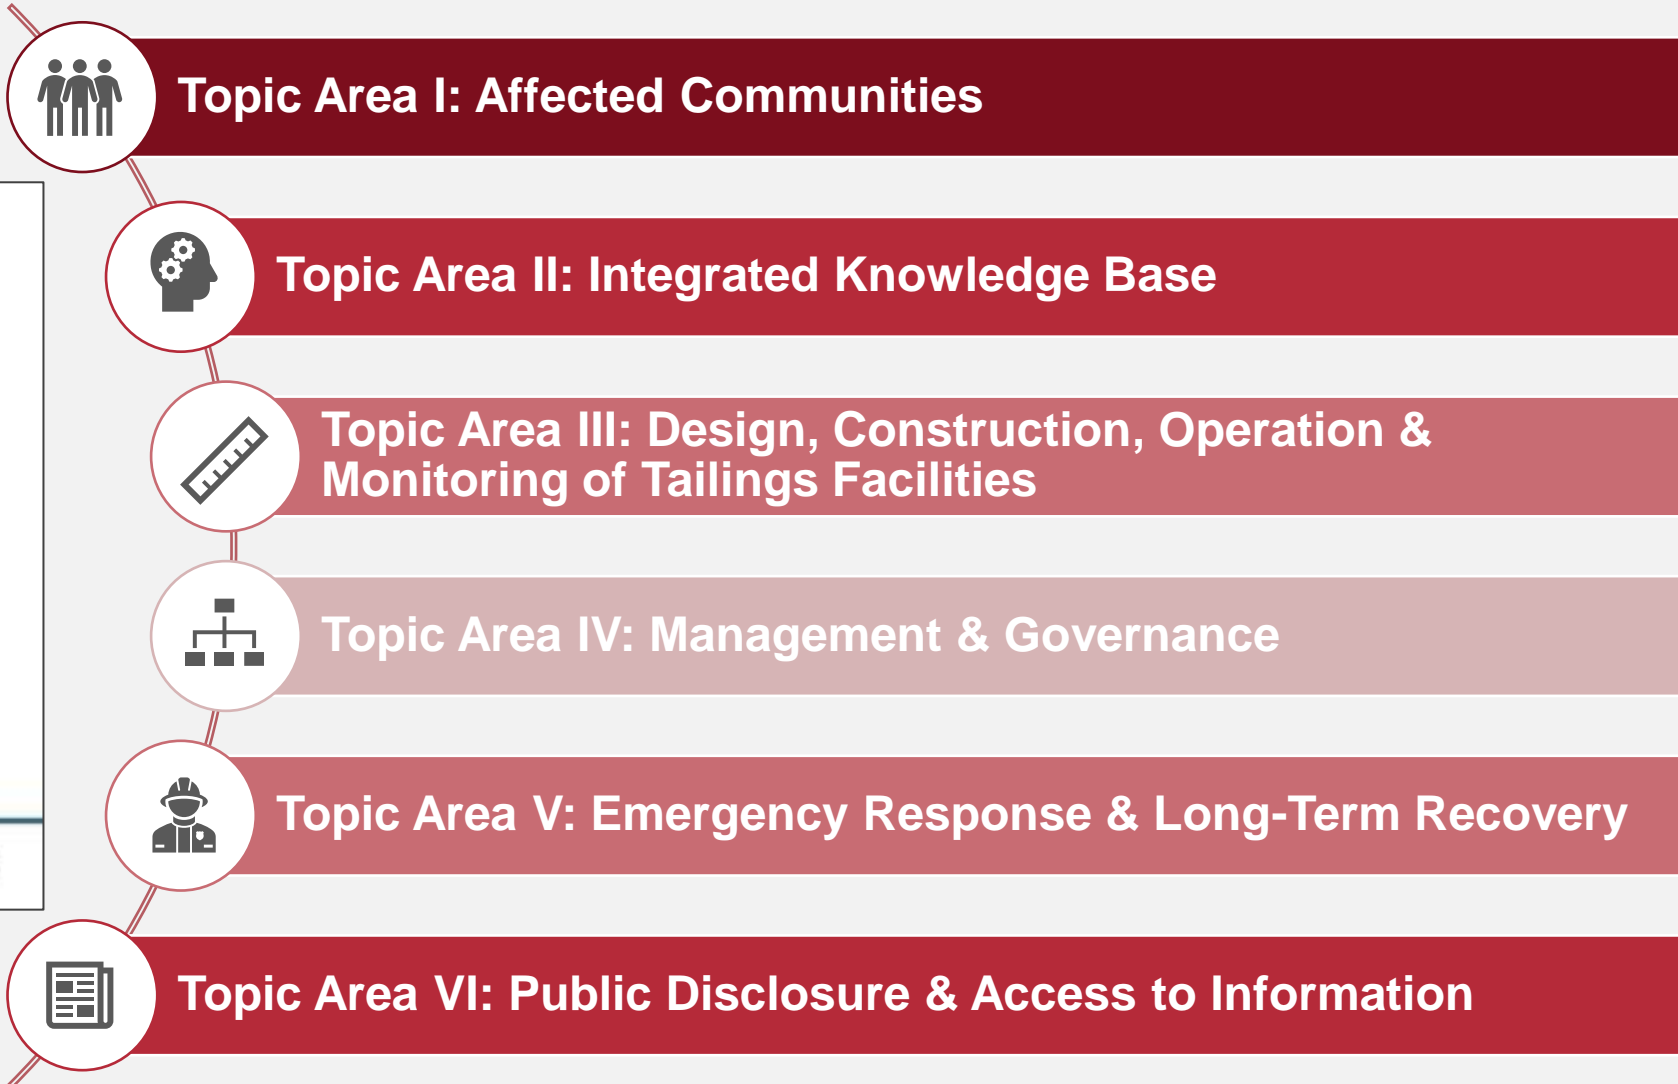 Topic Area I: Affected Communities
Topic Area II: Integrated Knowledge Base
Topic Area III: Design, Construction, Operation &
Monitoring of Tailings Facilities
Topic Area IV: Management & Governance
Topic Area V: Emergency Response & Long-Term Recovery
Topic Area VI: Public Disclosure & Access to Information